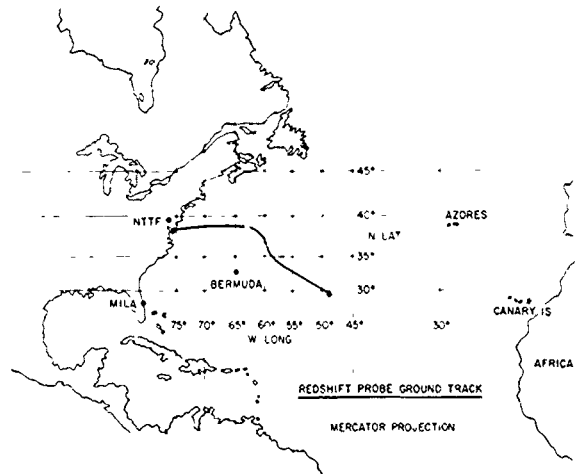 45°
NTTF
40°
AZORES
N LAT
35°
BERMUDA
30°
MILA
CANARY IS
75° 70° 65° 60° 55° 50° 45° 30°
W LONG
AFRICA
REDSHIFT PROBE GROUND TRACK
MERCATOR PROJECTION